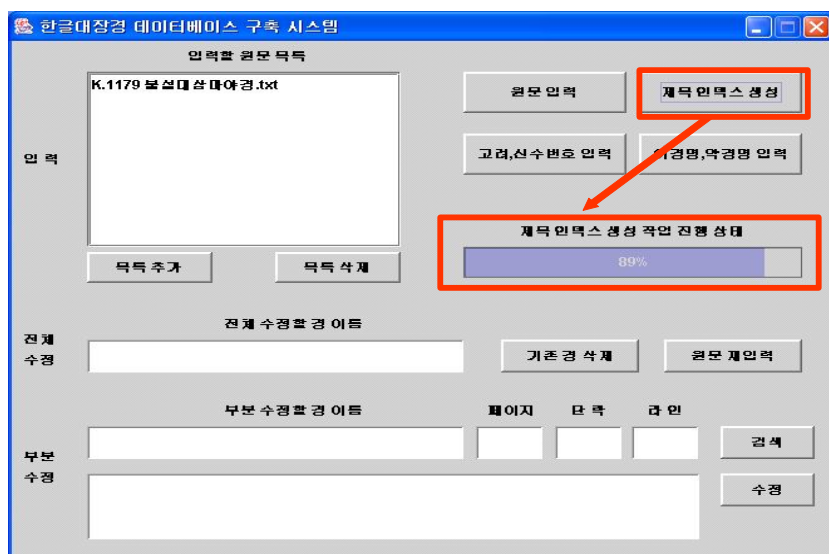 한글대장경 데이터베이스 구축 시스템
입력할 원문 목록
K.1179 불설대삼마야경.txt
원문 입력
제목 인덱스 생성
입 력
고려,신수번호 입력
이경명,약경명 입력
제목 인덱스 생성 작업 진행 상태
89%
목록 추가
목록 삭제
전체 수정할 경 이름
전체
수정
기존 경 삭제
원문 재입력
부분 수정할 경 이름
페이지
단 락
라 인
부분
수정
검 색
수 정